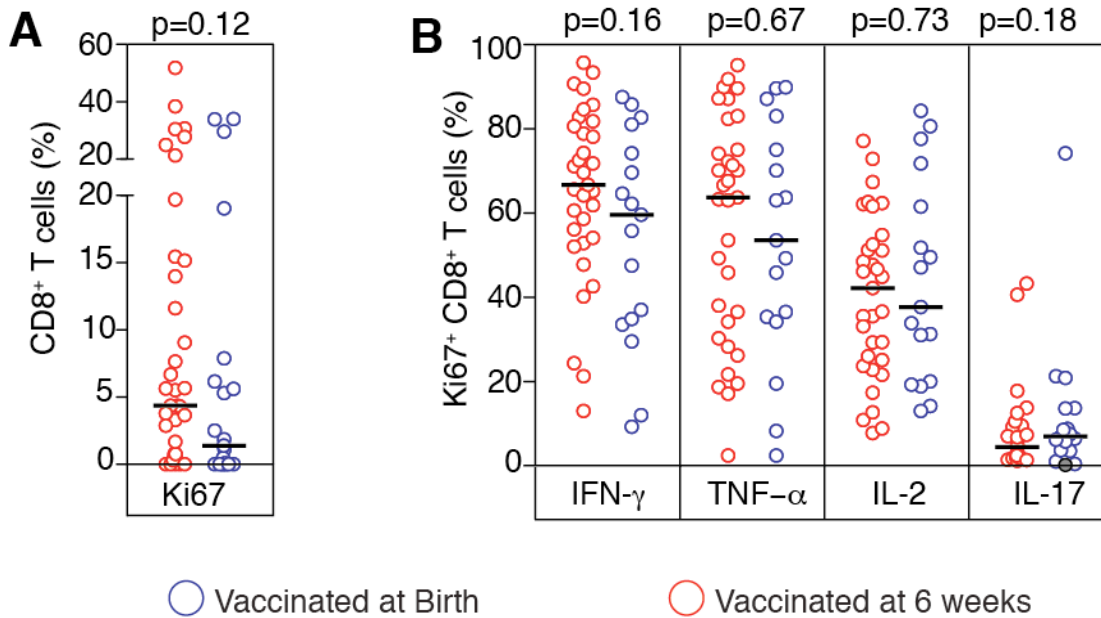 A
p=0.12
CD8⁺ T cells (%)
60
40
20
20
15
10
5
0
Ki67
B
p=0.16 p=0.67 p=0.73 p=0.18
Ki67⁺ CD8⁺ T cells (%)
100
80
60
40
20
0
IFN-γ TNF−α IL-2 IL-17
Vaccinated at Birth Vaccinated at 6 weeks